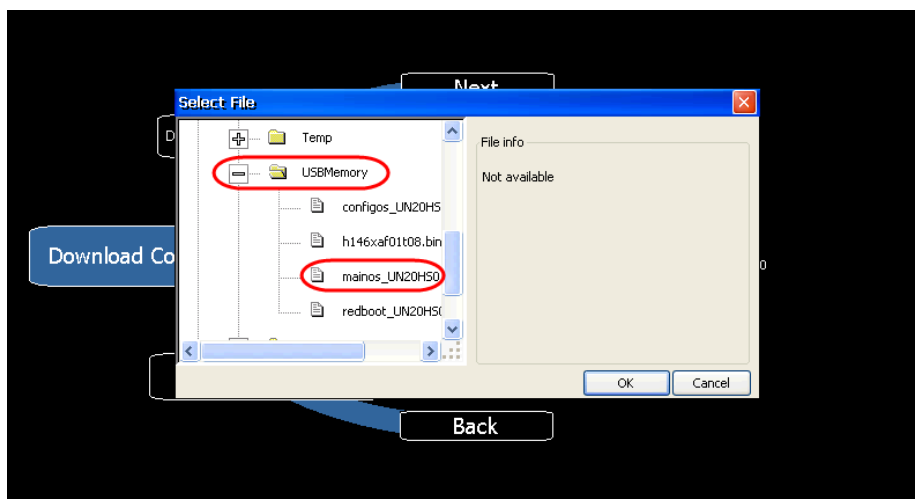 Next
Select File
D
Temp
File info
USBMemory
Not available
configos_UN20HS
h146xaf01t08.bin
Download Co
mainos_UN20HS0
0
redboot_UN20HS0
OK
Cancel
Back